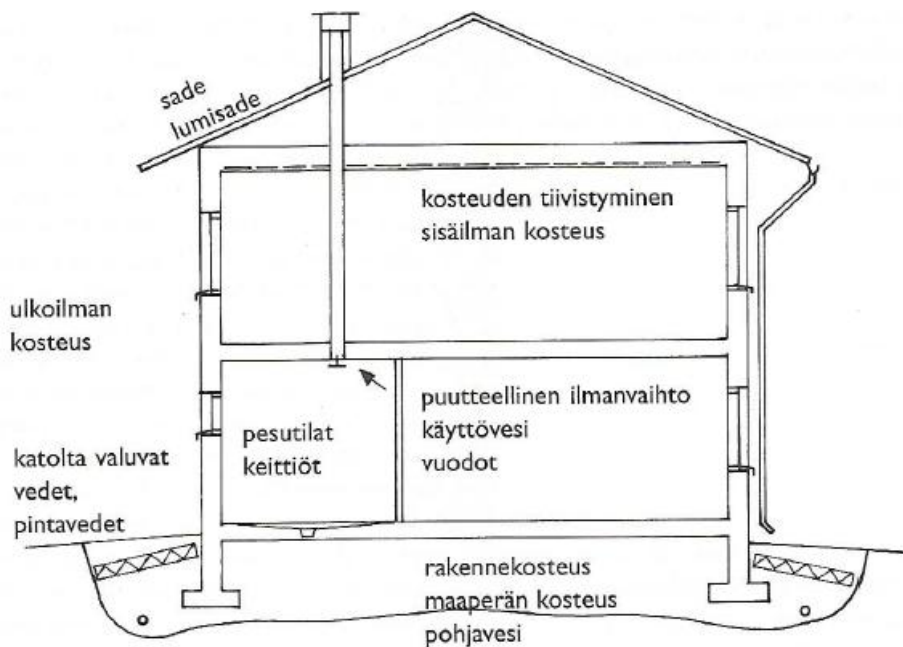 sade
lumisade
kosteuden tiivistyminen
sisäilman kosteus
ulkoilman
kosteus
puutteellinen ilmanvaihto
käyttövesi
vuodot
pesutilat
keittiöt
katolta valuvat
vedet,
pintavedet
rakennekosteus
maaperän kosteus
pohjavesi